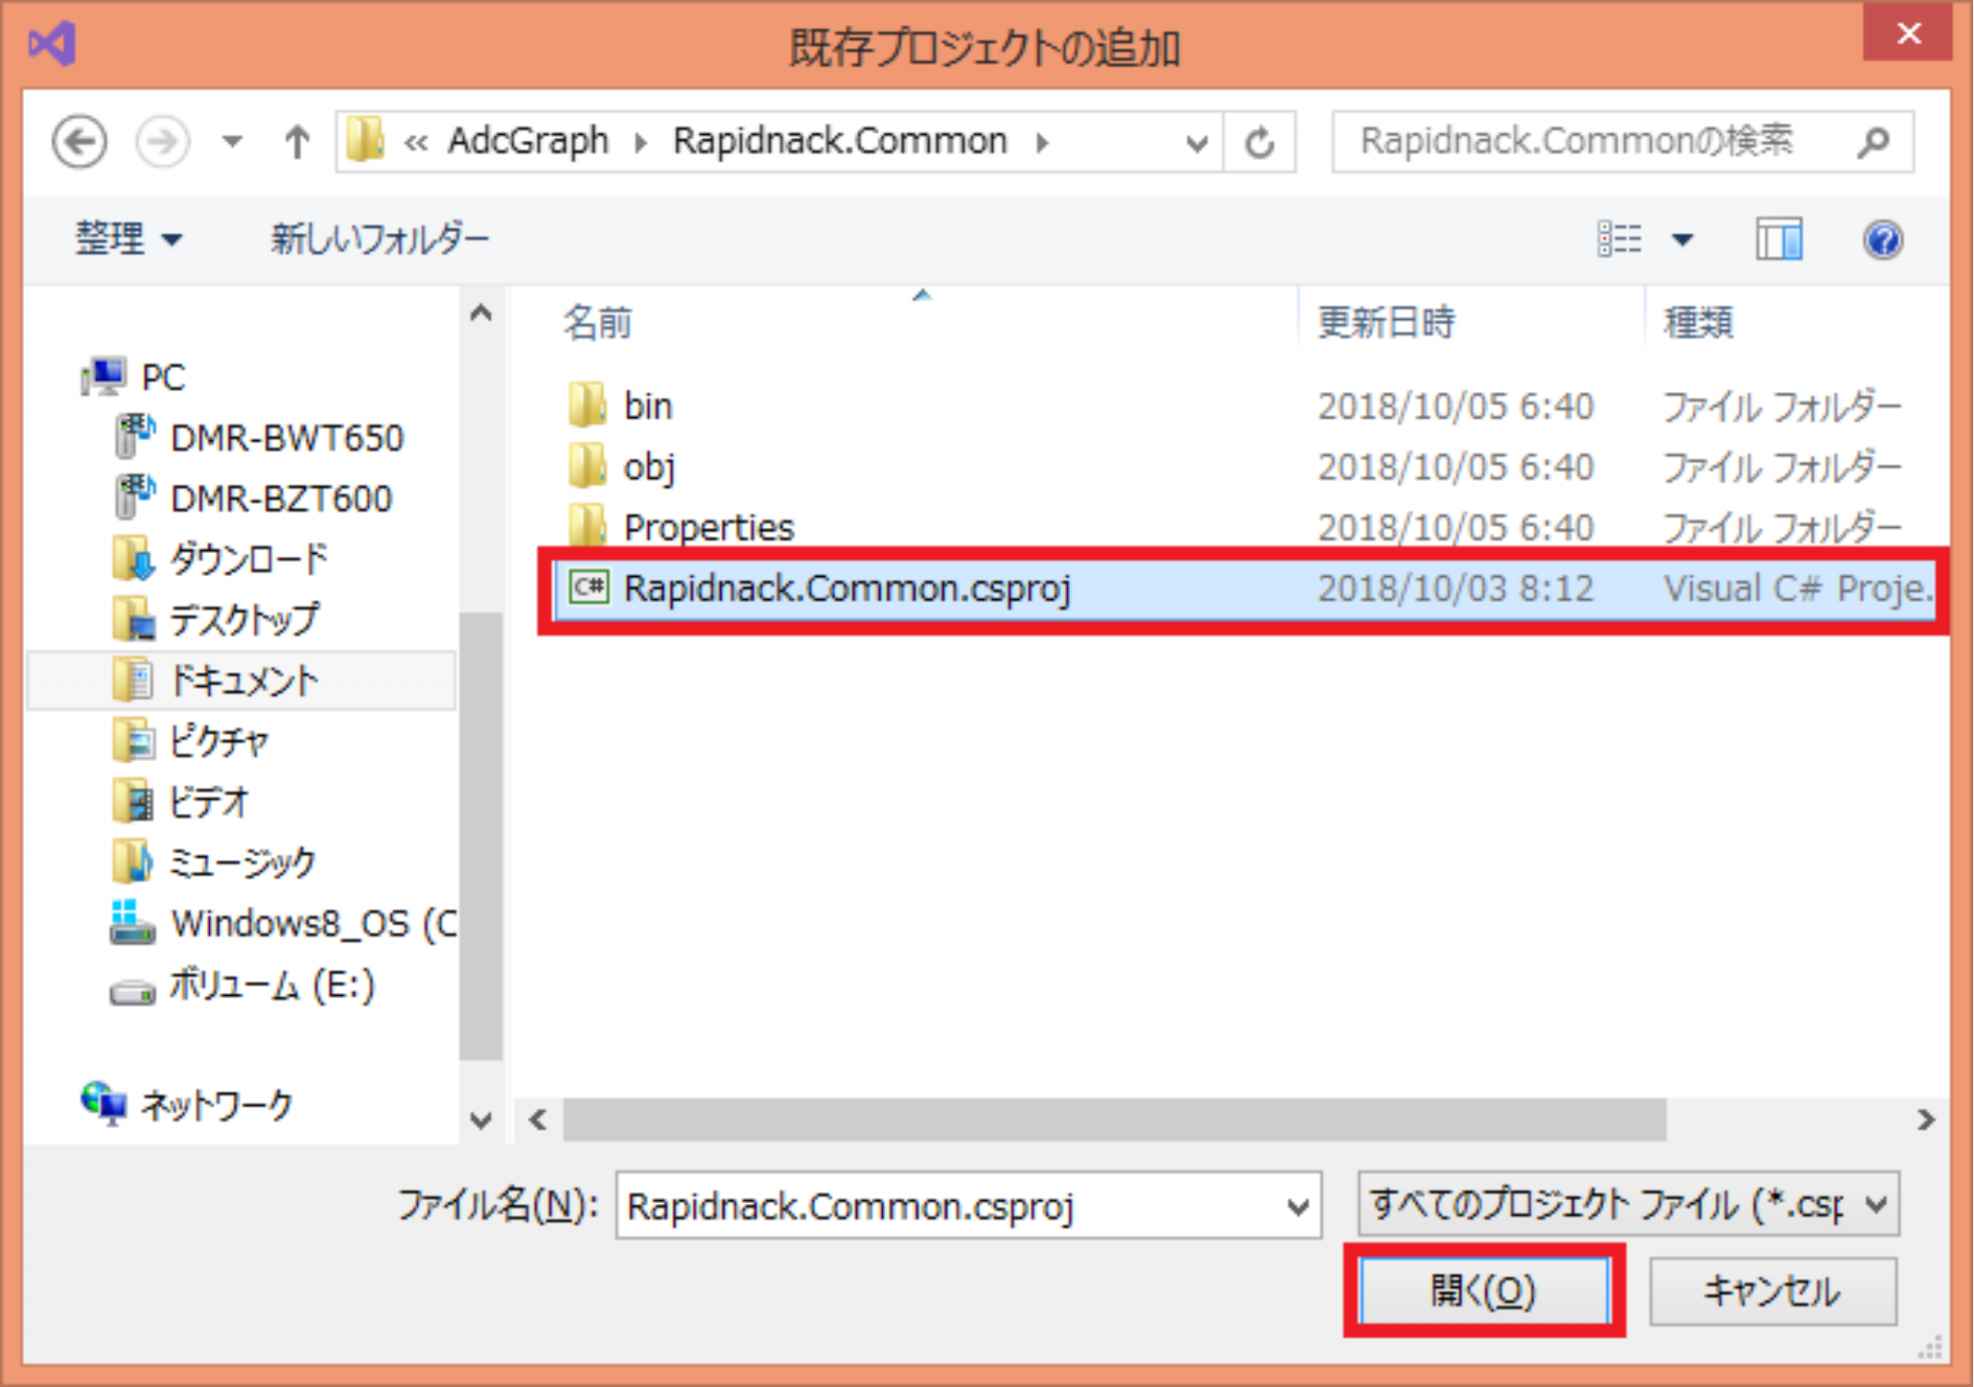 既存プロジェクトの追加
« AdcGraph Rapidnack.Common
Rapidnack.Commonの検索
整理
新しいフォルダー
名前 更新日時 種類
bin 2018/10/05 6:40 ファイル フォルダー
obj 2018/10/05 6:40 ファイル フォルダー
Properties 2018/10/05 6:40 ファイル フォルダー
C# Rapidnack.Common.csproj 2018/10/03 8:12 Visual C# Proje.
PC
DMR-BWT650
DMR-BZT600
ダウンロード
デスクトップ
ドキュメント
ピクチャ
ビデオ
ミュージック
Windows8_OS (C
ボリューム (E:)
ネットワーク
ファイル名(N): Rapidnack.Common.csproj
すべてのプロジェクト ファイル (*.csp
開く(O)
キャンセル